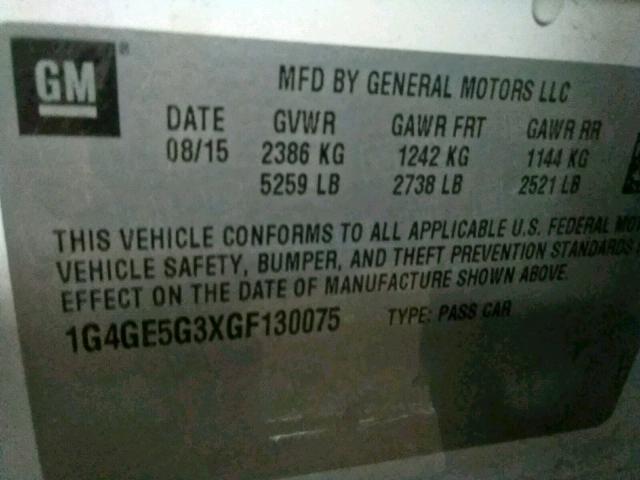 GM®
MFD BY GENERAL MOTORS LLC
DATE GVWR GAWR FRT GAWR RR
08/15 2386 KG 1242 KG 1144 KG
5259 LB 2738 LB 2521 LB
THIS VEHICLE CONFORMS TO ALL APPLICABLE U.S. FEDERAL
VEHICLE SAFETY, BUMPER, AND THEFT PREVENTION STANDARDS
EFFECT ON THE DATE OF MANUFACTURE SHOWN ABOVE.
1G4GE5G3XGF130075 TYPE: PASS CAR